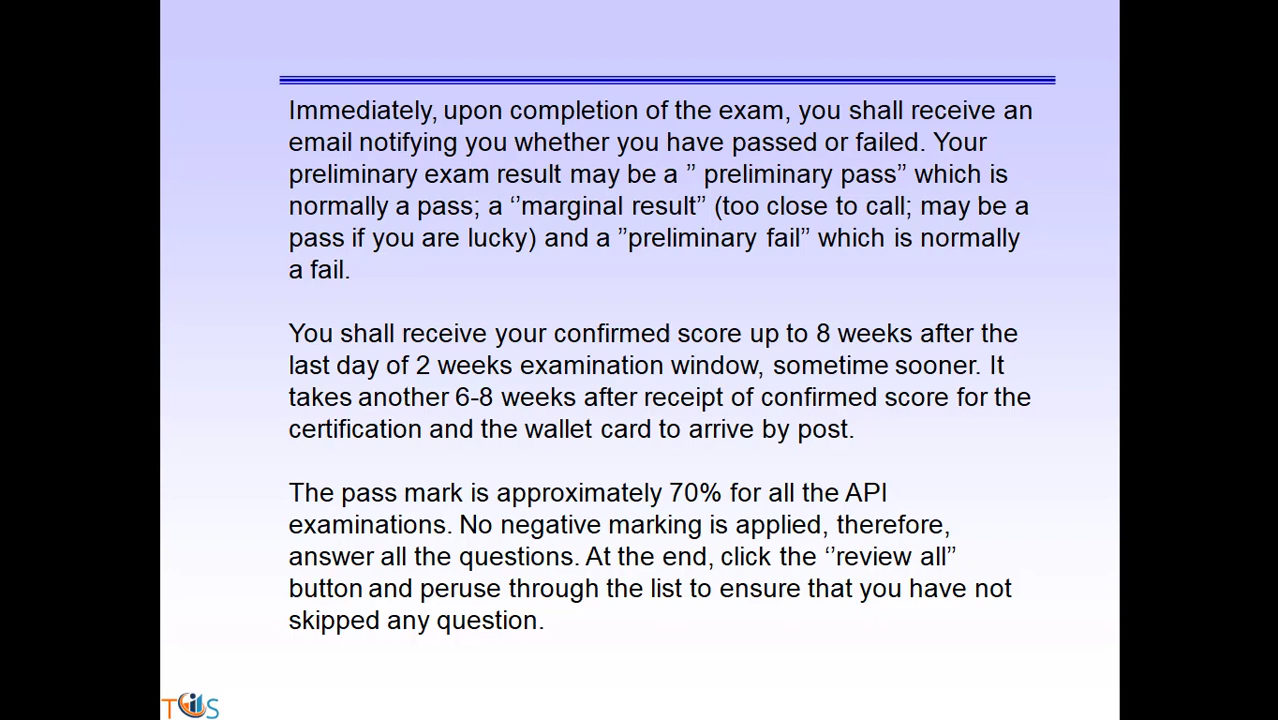 Immediately, upon completion of the exam, you shall receive an
email notifying you whether you have passed or failed. Your
preliminary exam result may be a ” preliminary pass” which is
normally a pass; a ‘’marginal result” (too close to call; may be a
pass if you are lucky) and a ”preliminary fail” which is normally
a fail.
You shall receive your confirmed score up to 8 weeks after the
last day of 2 weeks examination window, sometime sooner. It
takes another 6-8 weeks after receipt of confirmed score for the
certification and the wallet card to arrive by post.
The pass mark is approximately 70% for all the API
examinations. No negative marking is applied, therefore,
answer all the questions. At the end, click the ‘’review all”
button and peruse through the list to ensure that you have not
skipped any question.